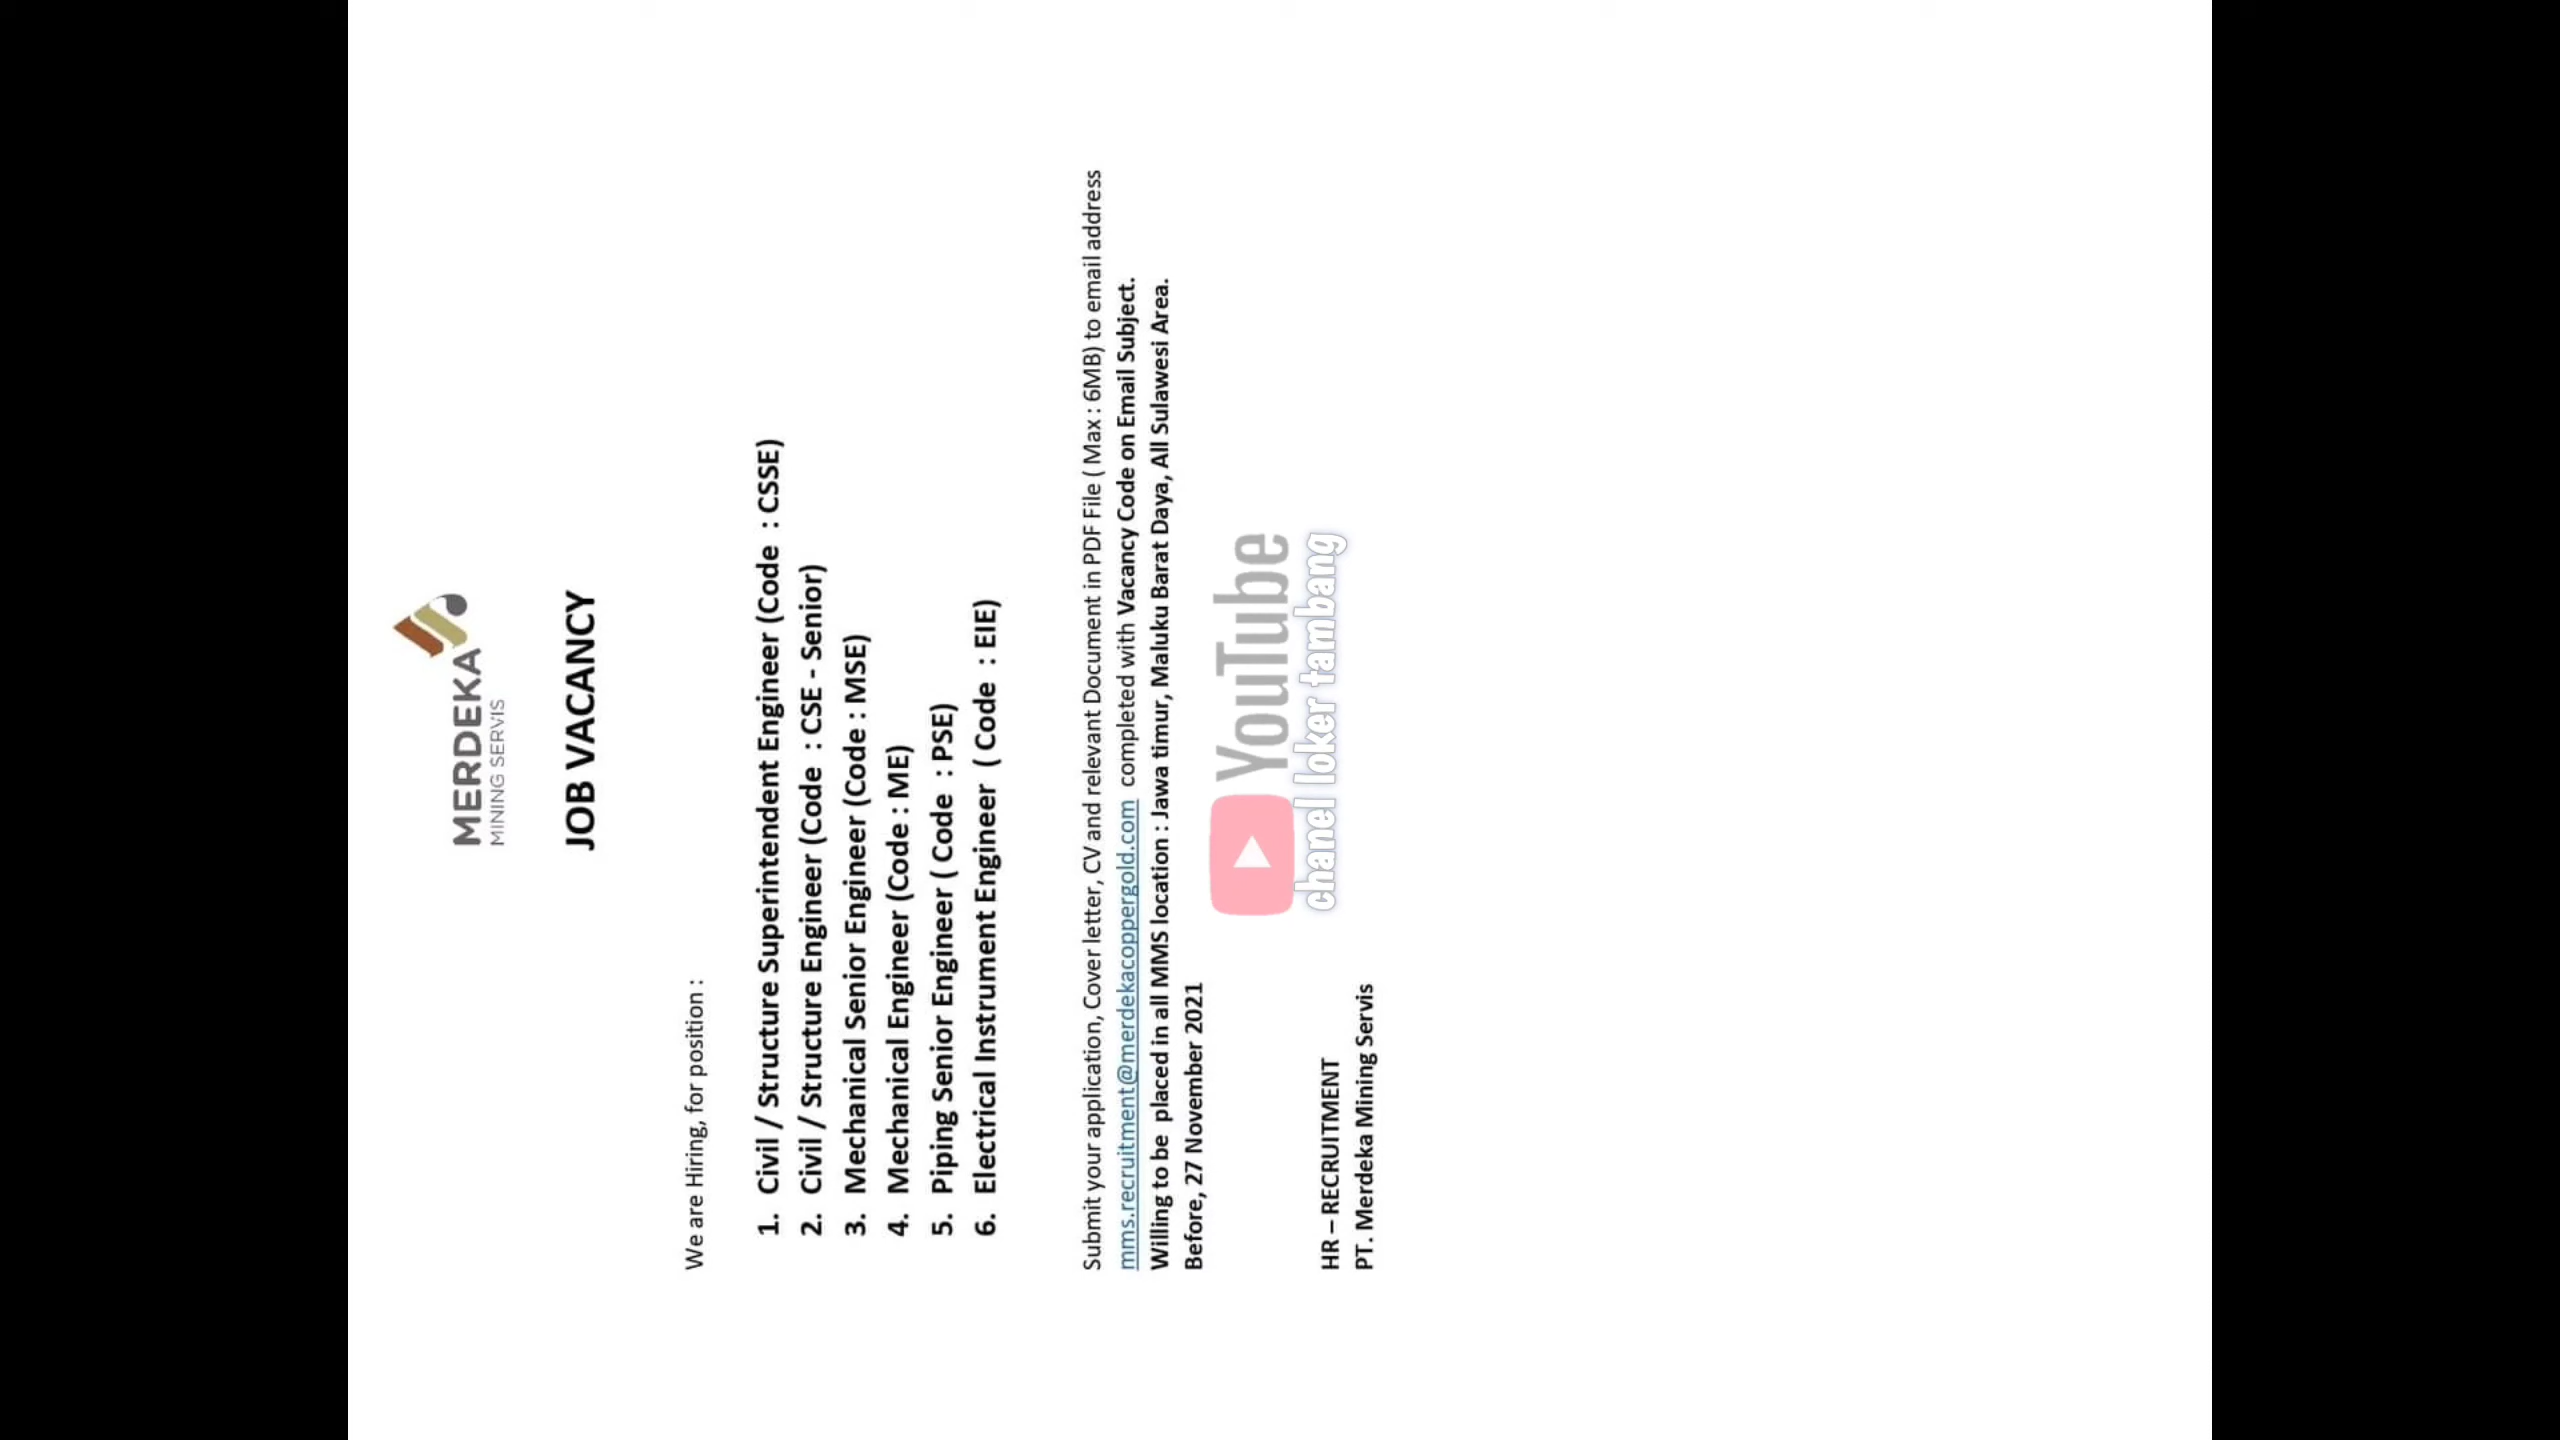 MERDEKA
MINING SERVIS
JOB VACANCY
We are Hiring, for position :
1. Civil / Structure Superintendent Engineer (Code : CSSE)
2. Civil / Structure Engineer (Code : CSE - Senior)
3. Mechanical Senior Engineer (Code : MSE)
4. Mechanical Engineer (Code : ME)
5. Piping Senior Engineer ( Code : PSE)
6. Electrical Instrument Engineer ( Code : EIE)
Submit your application, Cover letter, CV and relevant Document in PDF File ( Max : 6MB) to email address
mms.recruitment@merdekacoppergold.com completed with Vacancy Code on Email Subject.
Willing to be placed in all MMS location : Jawa timur, Maluku Barat Daya, All Sulawesi Area.
Before, 27 November 2021
YouTube
chanel loker tambang
HR – RECRUITMENT
PT. Merdeka Mining Servis